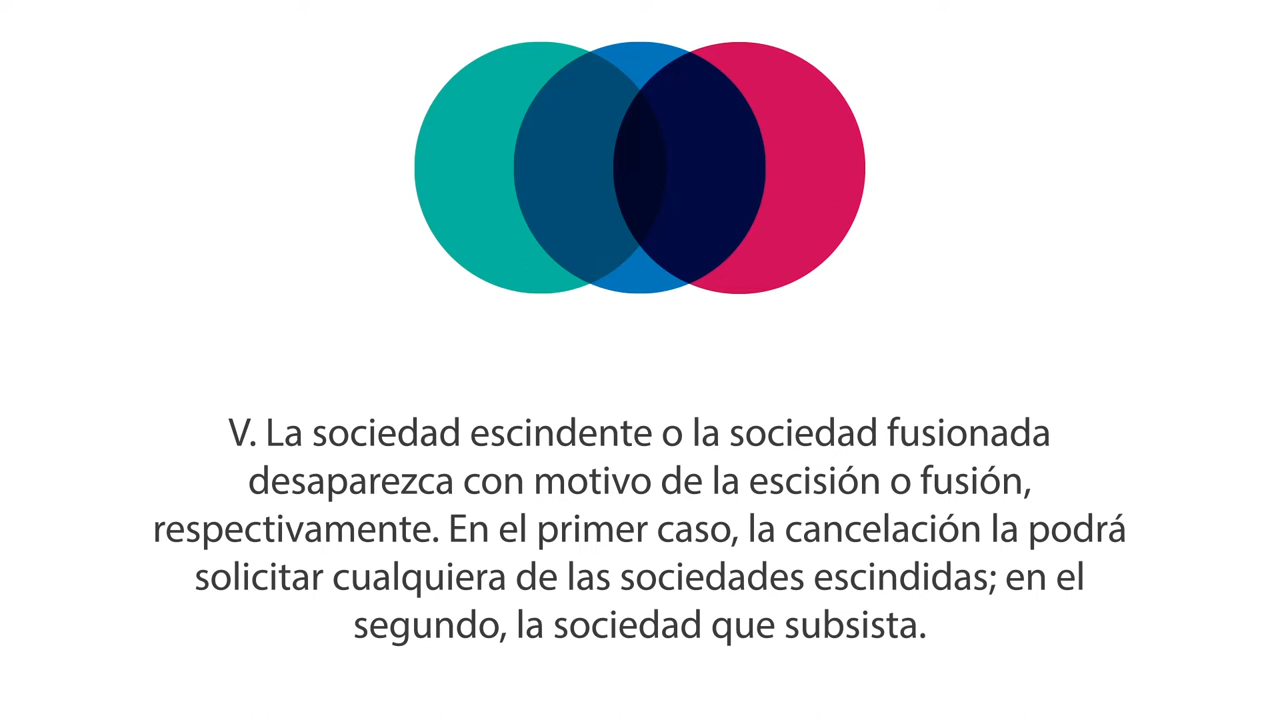 V. La sociedad escindente o la sociedad fusionada
desaparezca con motivo de la escisión o fusión,
respectivamente. En el primer caso, la cancelación la podrá
solicitar cualquiera de las sociedades escindidas; en el
segundo, la sociedad que subsista.